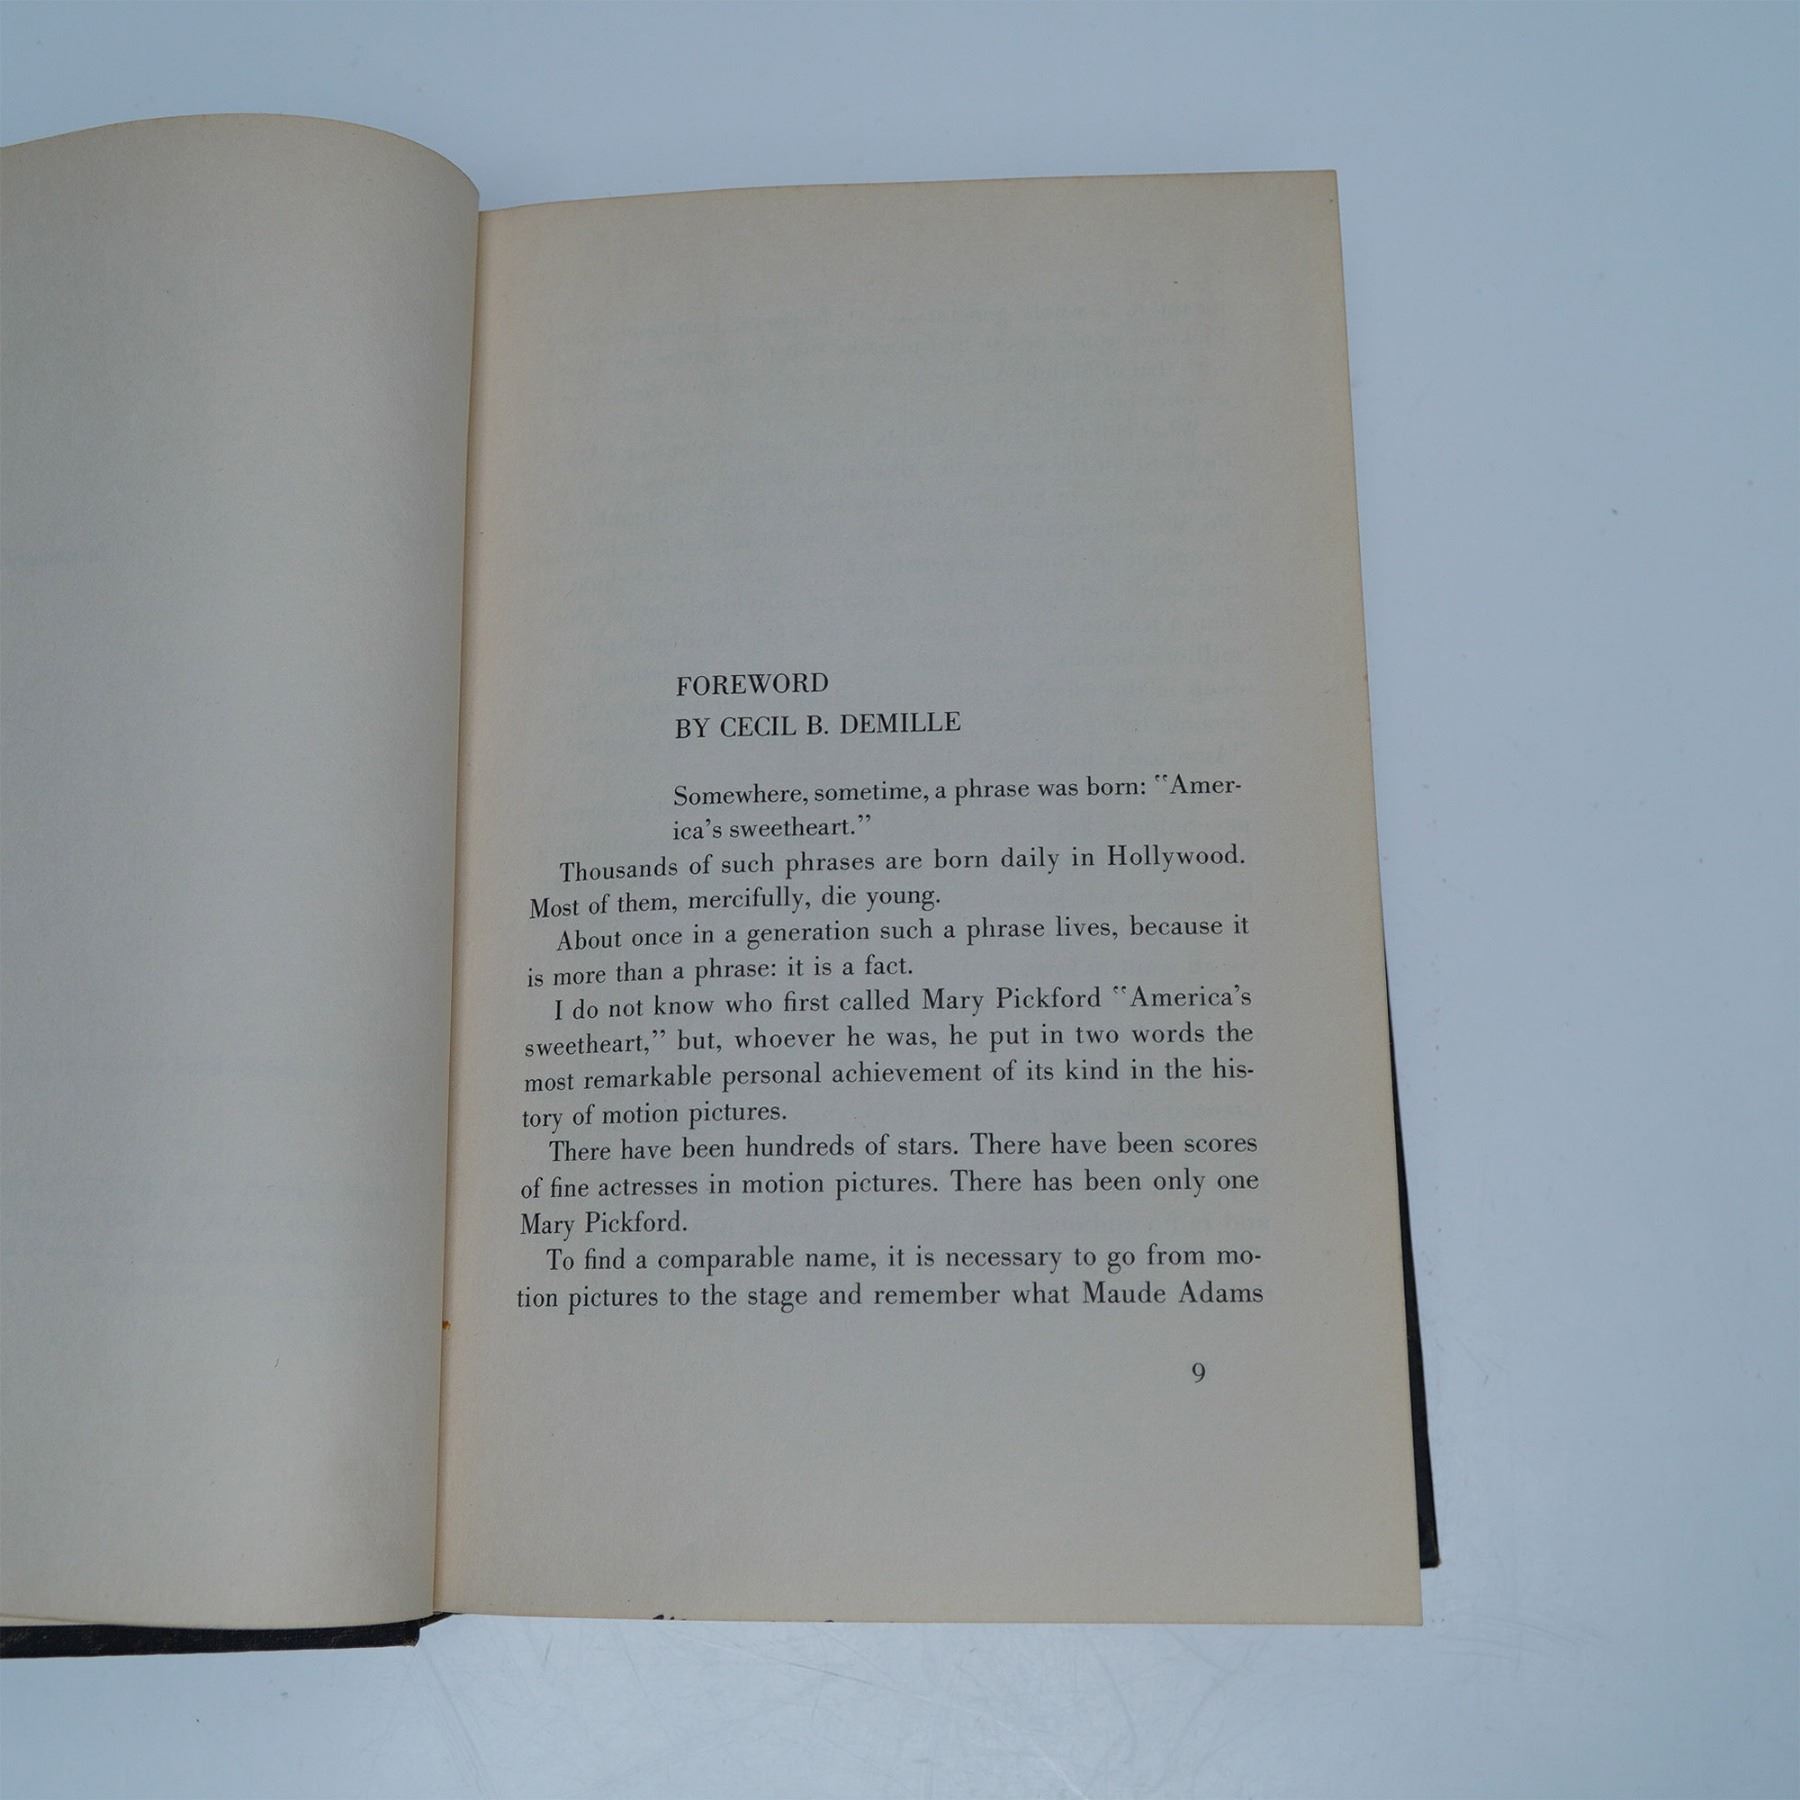 FOREWORD
BY CECIL B. DEMILLE
Somewhere, sometime, a phrase was born: "Amer-
ica's sweetheart."
Thousands of such phrases are born daily in Hollywood.
Most of them, mercifully, die young.
About once in a generation such a phrase lives, because it
is more than a phrase: it is a fact.
I do not know who first called Mary Pickford "America's
sweetheart," but, whoever he was, he put in two words the
most remarkable personal achievement of its kind in the his-
tory of motion pictures.
There have been hundreds of stars. There have been scores
of fine actresses in motion pictures. There has been only one
Mary Pickford.
To find a comparable name, it is necessary to go from mo-
tion pictures to the stage and remember what Maude Adams
9